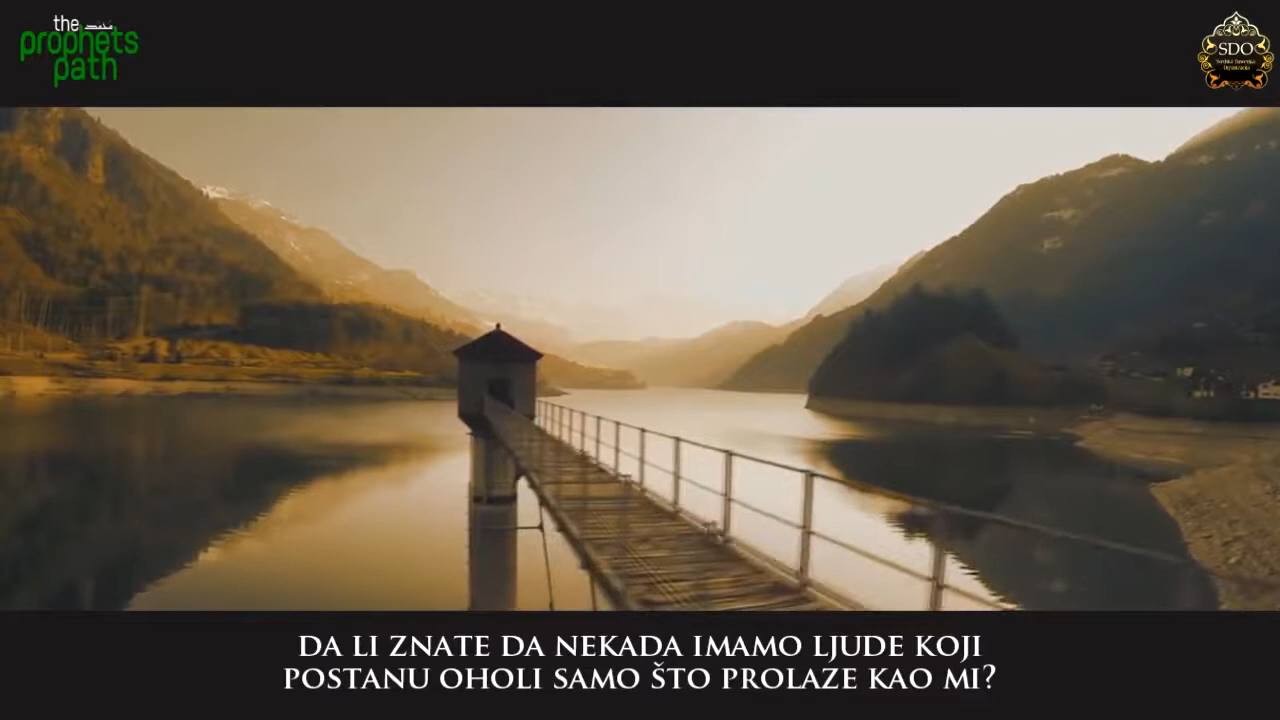 the محمد
prophets
path
SDO
DA LI ZNATE DA NEKADA IMAMO LJUDE KOJI
POSTANU OHOLI SAMO ŠTO PROLAZE KAO MI?